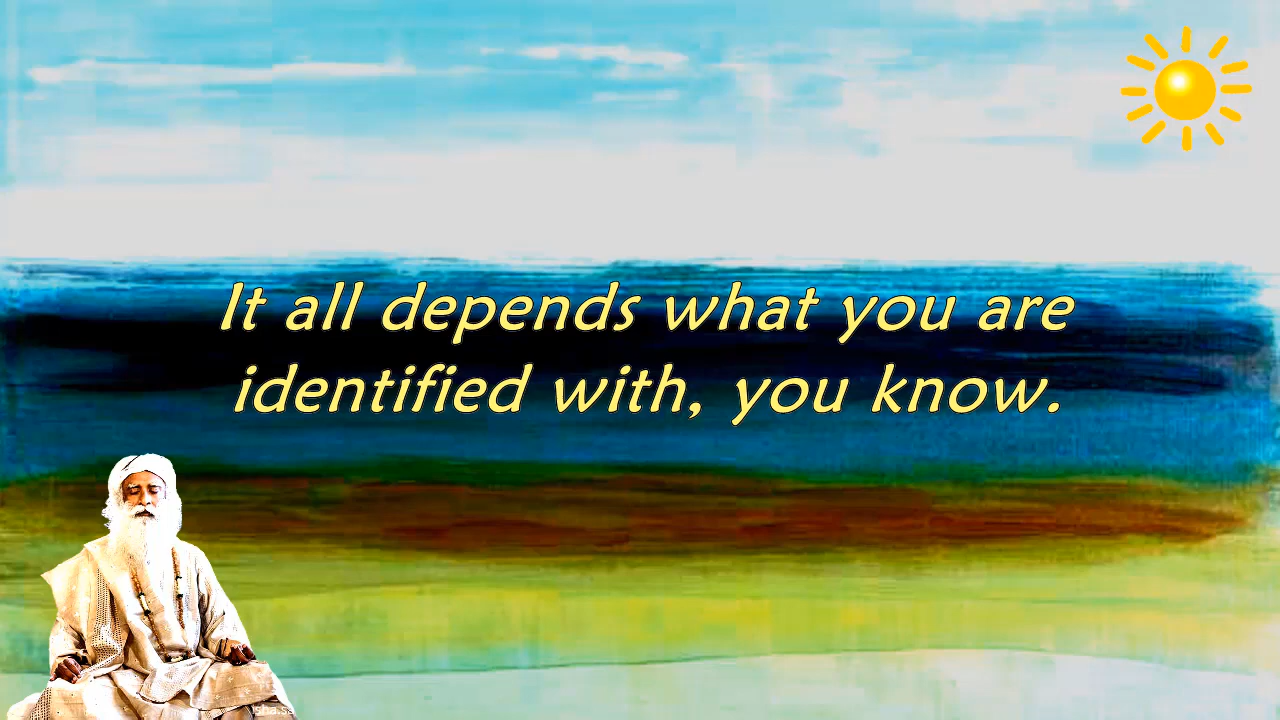 It all depends what you are
identified with, you know.